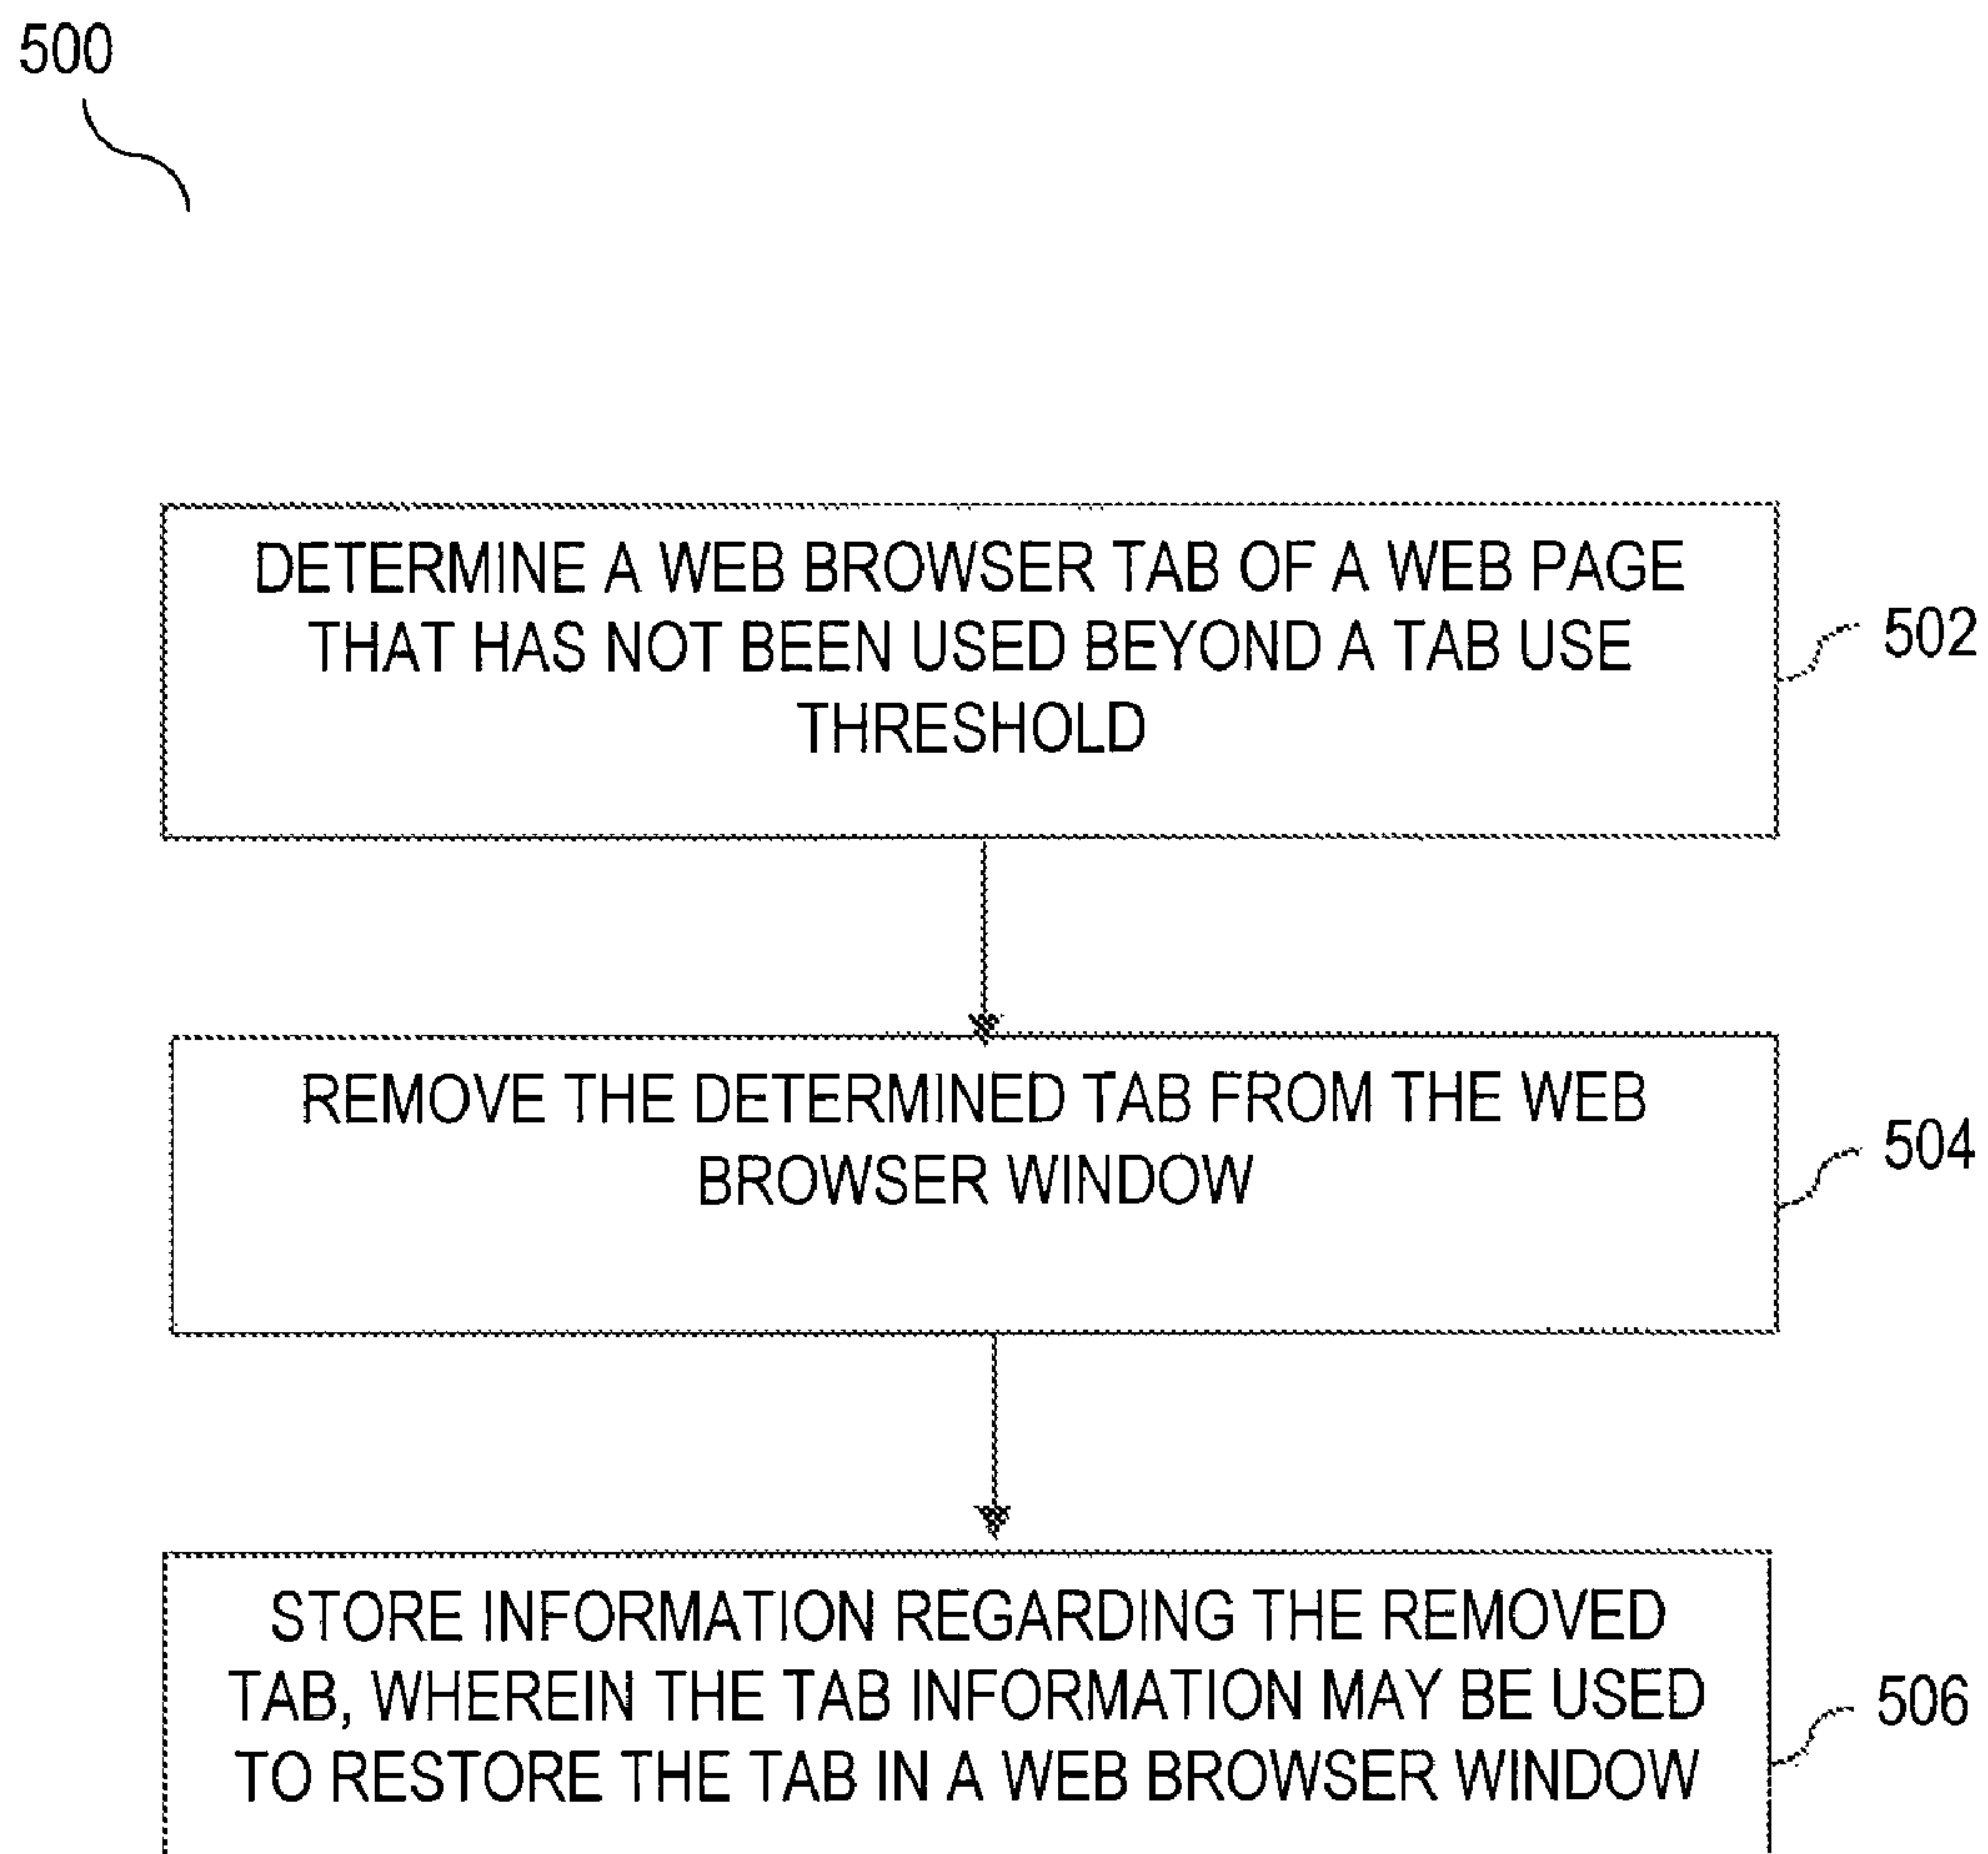 500
DETERMINE A WEB BROWSER TAB OF A WEB PAGE
THAT HAS NOT BEEN USED BEYOND A TAB USE
THRESHOLD
502
REMOVE THE DETERMINED TAB FROM THE WEB
BROWSER WINDOW
504
STORE INFORMATION REGARDING THE REMOVED
TAB, WHEREIN THE TAB INFORMATION MAY BE USED
TO RESTORE THE TAB IN A WEB BROWSER WINDOW
506